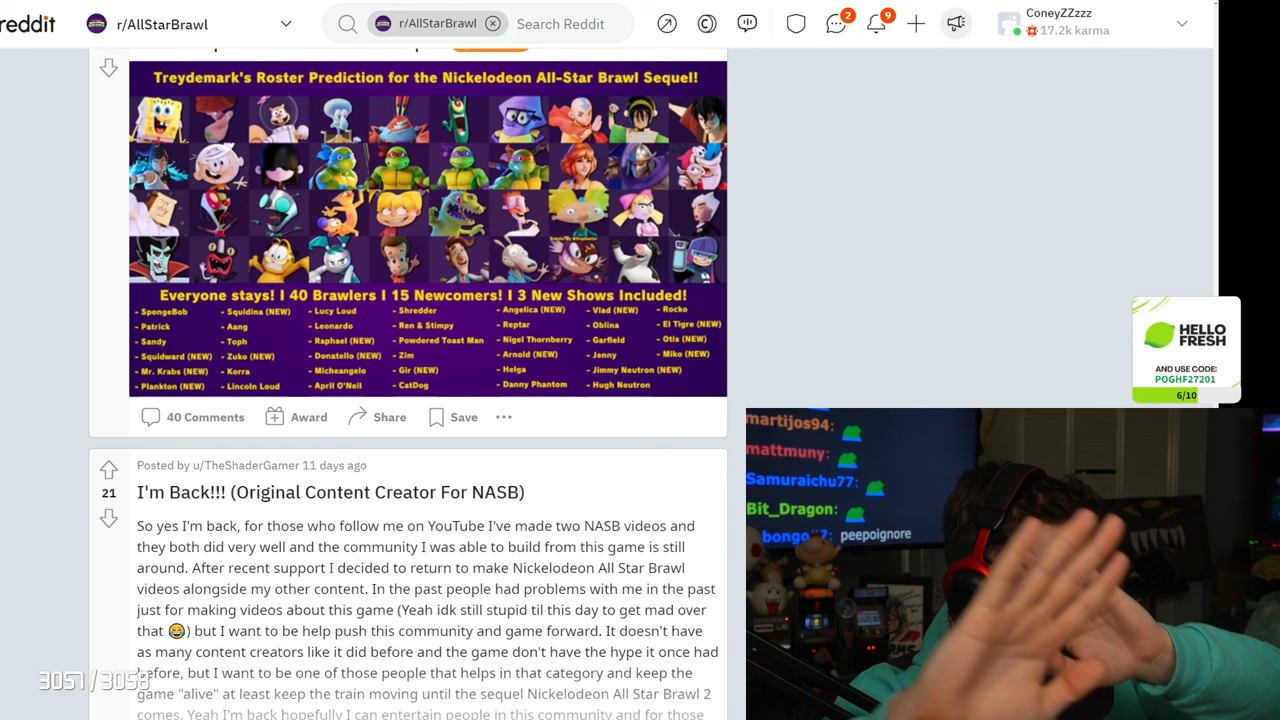 eddit
r/AllStarBrawl
r/AllStarBrawl
Search Reddit
2
9
ConeyZZzzz
17.2k karma
Treydemark's Roster Prediction for the Nickelodeon All-Star Brawl Sequel!
Everyone stays! I 40 Brawlers I 15 Newcomers! I 3 New Shows Included!
- SpongeBob
- Patrick
- Sandy
- Squidward (NEW)
- Mr. Krabs (NEW)
- Plankton (NEW)
- Squidina (NEW)
- Aang
- Toph
- Zuko (NEW)
- Korra
- Lincoln Loud
- Lucy Loud
- Leonardo
- Raphael (NEW)
- Donatello (NEW)
- Micheangelo
- April O'Neil
- Shredder
- Ren & Stimpy
- Powdered Toast Man
- Zim
- Gir (NEW)
- CatDog
- Angelica (NEW)
- Reptar
- Nigel Thornberry
- Arnold (NEW)
- Helga
- Danny Phantom
- Vlad (NEW)
- Oblina
- Garfield
- Jenny
- Jimmy Neutron (NEW)
- Hugh Neutron
- Rocko
- El Tigre (NEW)
- Otis (NEW)
- Miko (NEW)
40 Comments
Award
Share
Save
Posted by u/TheShaderGamer 11 days ago
21
I'm Back!!! (Original Content Creator For NASB)
So yes I'm back, for those who follow me on YouTube I've made two NASB videos and
they both did very well and the community I was able to build from this game is still
around. After recent support I decided to return to make Nickelodeon All Star Brawl
videos alongside my other content. In the past people had problems with me in the past
just for making videos about this game (Yeah idk still stupid til this day to get mad over
that 😂) but I want to be help push this community and game forward. It doesn't have
as many content creators like it did before and the game don't have the hype it once had
before, but I want to be one of those people that helps in that category and keep the
game "alive" at least keep the train moving until the sequel Nickelodeon All Star Brawl 2
comes. Yeah I'm back hopefully I can entertain people in this community and for those
3057 / 3058
HELLO
FRESH
AND USE CODE:
POGHF27201
6/10
martijos94:
mattmuny:
Samuraichu77:
Bit_Dragon:
peepoignore